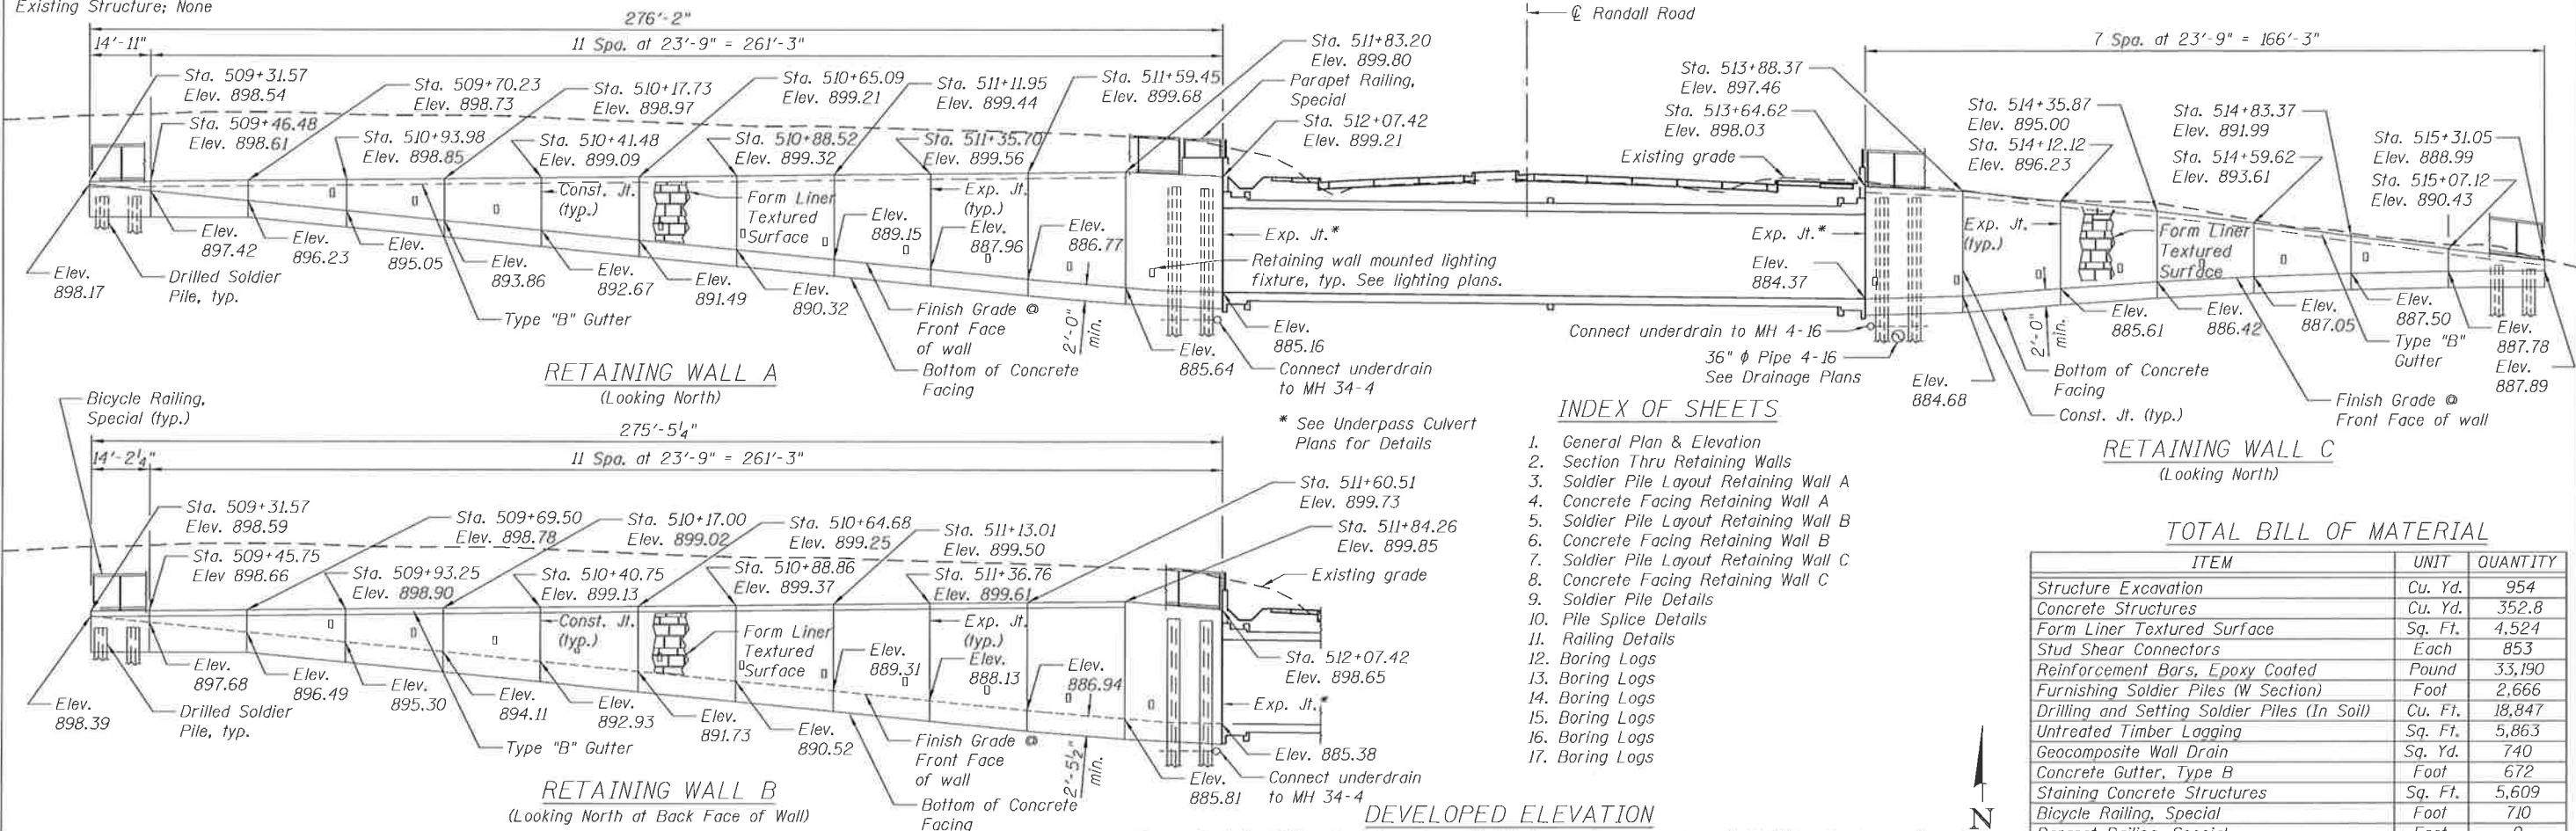 Existing Structure: None
276'-2"
14'-11"
11 Spa. at 23'-9" = 261'-3"
Sta. 509+31.57
Elev. 898.54
Sta. 509+46.48
Elev. 898.61
Sta. 509+70.23
Elev. 898.73
Sta. 510+93.98
Elev. 898.85
Sta. 510+17.73
Elev. 898.97
Sta. 510+41.48
Elev. 899.09
Sta. 510+65.09
Elev. 899.21
Sta. 510+88.52
Elev. 899.32
Sta. 511+11.95
Elev. 899.44
Sta. 511+35.70
Elev. 899.56
Sta. 511+59.45
Elev. 899.68
Sta. 511+83.20
Elev. 899.80
Parapet Railing,
Special
Sta. 512+07.42
Elev. 899.21
Const. Jt.
(typ.)
Form Liner
Textured
Surface
Exp. Jt.
(typ.)
Elev.
898.17
Drilled Soldier
Pile, typ.
Elev.
897.42
Elev.
896.23
Elev.
895.05
Elev.
893.86
Elev.
892.67
Elev.
891.49
Elev.
890.32
Elev.
889.15
Elev.
887.96
Elev.
886.77
Elev.
885.64
Elev.
885.16
Type "B" Gutter
Finish Grade @
Front Face
of wall
Bottom of Concrete
Facing
2'-0"
min.
Exp. Jt.*
Retaining wall mounted lighting
fixture, typ. See lighting plans.
Connect underdrain
to MH 34-4
RETAINING WALL A
(Looking North)
℄ Randall Road
Existing grade
7 Spa. at 23'-9" = 166'-3"
Sta. 513+88.37
Elev. 897.46
Sta. 513+64.62
Elev. 898.03
Sta. 514+35.87
Elev. 895.00
Sta. 514+12.12
Elev. 896.23
Sta. 514+83.37
Elev. 891.99
Sta. 514+59.62
Elev. 893.61
Sta. 515+31.05
Elev. 888.99
Sta. 515+07.12
Elev. 890.43
Exp. Jt.*
Elev.
884.37
Exp. Jt.
(typ.)
Form Liner
Textured
Surface
Connect underdrain to MH 4-16
36" ϕ Pipe 4-16
See Drainage Plans
Elev.
884.68
2'-0"
min.
Elev.
885.61
Elev.
886.42
Elev.
887.05
Elev.
887.50
Elev.
887.78
Elev.
887.89
Type "B"
Gutter
Bottom of Concrete
Facing
Const. Jt. (typ.)
Finish Grade @
Front Face of wall
RETAINING WALL C
(Looking North)
* See Underpass Culvert
Plans for Details
Bicycle Railing,
Special (typ.)
275'-5¼"
14'-2¼"
11 Spa. at 23'-9" = 261'-3"
Sta. 509+31.57
Elev. 898.59
Sta. 509+45.75
Elev 898.66
Sta. 509+69.50
Elev. 898.78
Sta. 509+93.25
Elev. 898.90
Sta. 510+17.00
Elev. 899.02
Sta. 510+40.75
Elev. 899.13
Sta. 510+64.68
Elev. 899.25
Sta. 510+88.86
Elev. 899.37
Sta. 511+13.01
Elev. 899.50
Sta. 511+36.76
Elev. 899.61
Sta. 511+60.51
Elev. 899.73
Sta. 511+84.26
Elev. 899.85
Existing grade
Sta. 512+07.42
Elev. 898.65
Const. Jt.
(typ.)
Form Liner
Textured
Surface
Exp. Jt.
(typ.)
Exp. Jt.*
Elev.
898.39
Drilled Soldier
Pile, typ.
Elev.
897.68
Elev.
896.49
Elev.
895.30
Elev.
894.11
Elev.
892.93
Elev.
891.73
Elev.
890.52
Elev.
889.31
Elev.
888.13
Elev.
886.94
Elev.
885.81
Elev. 885.38
Connect underdrain
to MH 34-4
Type "B" Gutter
Finish Grade @
Front Face
of wall
Bottom of Concrete
Facing
2'-5½"
min.
RETAINING WALL B
(Looking North at Back Face of Wall)
INDEX OF SHEETS
1. General Plan & Elevation
2. Section Thru Retaining Walls
3. Soldier Pile Layout Retaining Wall A
4. Concrete Facing Retaining Wall A
5. Soldier Pile Layout Retaining Wall B
6. Concrete Facing Retaining Wall B
7. Soldier Pile Layout Retaining Wall C
8. Concrete Facing Retaining Wall C
9. Soldier Pile Details
10. Pile Splice Details
11. Railing Details
12. Boring Logs
13. Boring Logs
14. Boring Logs
15. Boring Logs
16. Boring Logs
17. Boring Logs
DEVELOPED ELEVATION
N
TOTAL BILL OF MATERIAL
ITEM UNIT QUANTITY
Structure Excavation Cu. Yd. 954
Concrete Structures Cu. Yd. 352.8
Form Liner Textured Surface Sq. Ft. 4,524
Stud Shear Connectors Each 853
Reinforcement Bars, Epoxy Coated Pound 33,190
Furnishing Soldier Piles (W Section) Foot 2,666
Drilling and Setting Soldier Piles (In Soil) Cu. Ft. 18,847
Untreated Timber Lagging Sq. Ft. 5,863
Geocomposite Wall Drain Sq. Yd. 740
Concrete Gutter, Type B Foot 672
Staining Concrete Structures Sq. Ft. 5,609
Bicycle Railing, Special Foot 710